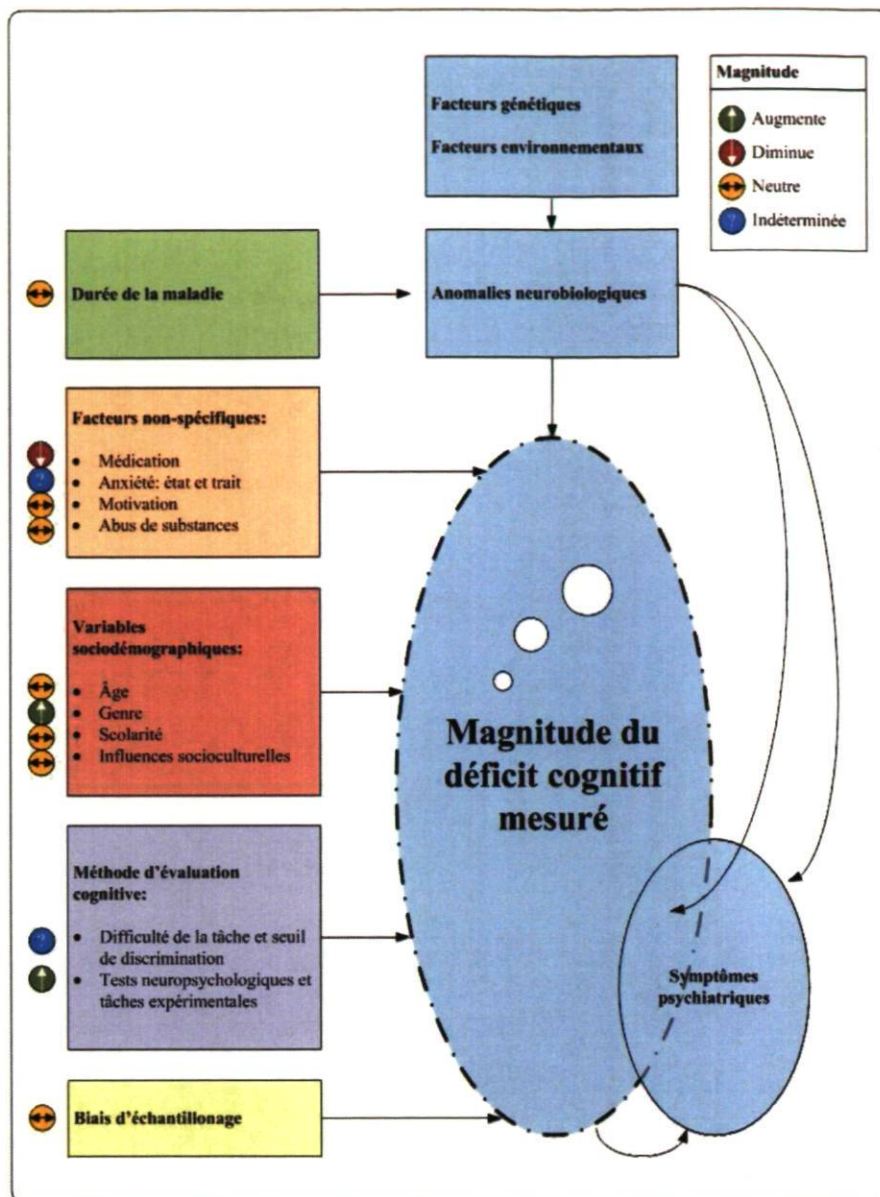 Facteurs génétiques
Facteurs environnementaux
Magnitude
Augmente
Diminue
Neutre
? Indéterminée
Durée de la maladie
Anomalies neurobiologiques
Facteurs non-spécifiques:
• Médication
? • Anxiété: état et trait
• Motivation
• Abus de substances
Variables
sociodémographiques:
• Âge
• Genre
• Scolarité
• Influences socioculturelles
Magnitude du
déficit cognitif
mesuré
Méthode d'évaluation
cognitive:
? • Difficulté de la tâche et seuil
de discrimination
• Tests neuropsychologiques et
tâches expérimentales
Symptômes
psychiatriques
Biais d'échantillonage